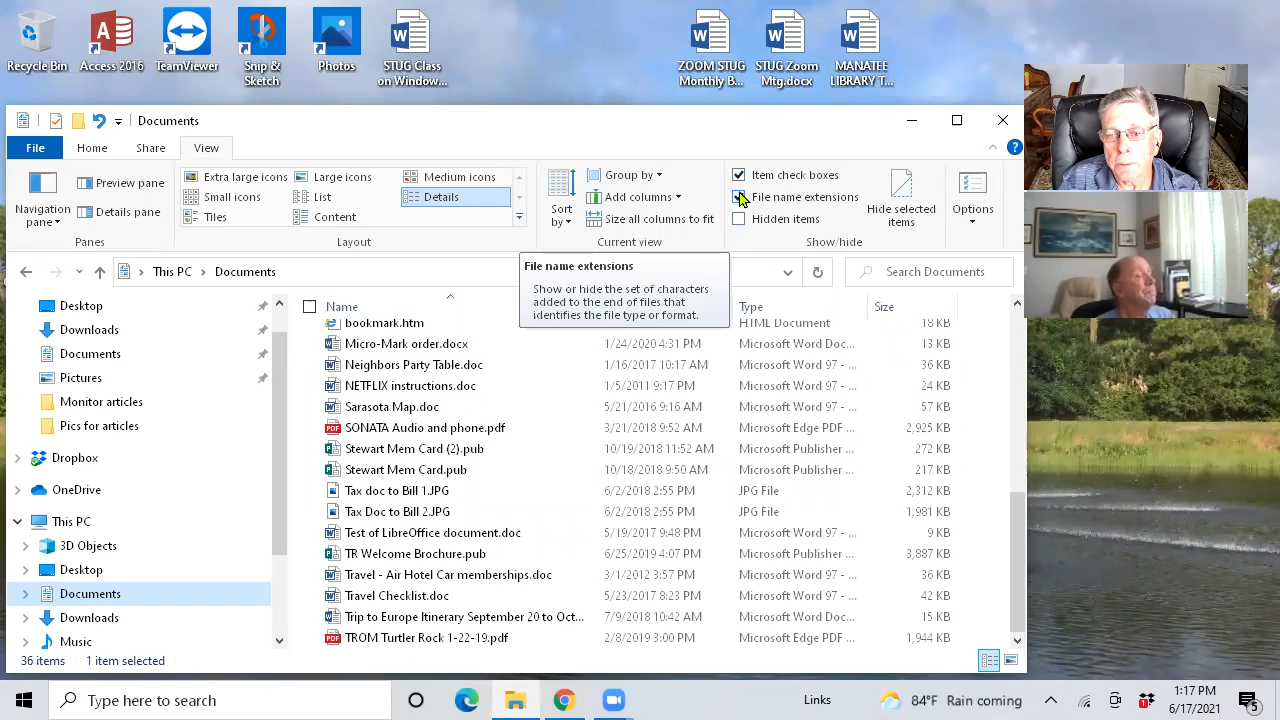 Recycle Bin
Access 2016
TeamViewer
Snip &
Sketch
Photos
STUG Class
on Window...
ZOOM STUG
Monthly B...
STUG Zoom
Mtg.docx
MANATEE
LIBRARY T...
Documents
File
Home
Share
View
?
Navigation
pane
Preview pane
Details pane
Panes
Extra large icons
Large icons
Medium icons
Small icons
List
Details
Tiles
Content
Layout
Sort
by
Group by
Add columns
Size all columns to fit
Current view
Item check boxes
File name extensions
Hidden items
Hide selected
items
Show/hide
Options
This PC > Documents
Search Documents
File name extensions
Show or hide the set of characters
added to the end of files that
identifies the file type or format.
Desktop
Downloads
Documents
Pictures
Monitor articles
Pics for articles
Dropbox
OneDrive
This PC
3D Objects
Desktop
Documents
Downloads
Music
Name Type Size
bookmark.htm HTML Document 18 KB
Micro-Mark order.docx 1/24/2020 4:31 PM Microsoft Word Doc... 13 KB
Neighbors Party Table.doc 1/16/2017 10:17 AM Microsoft Word 97 - ... 36 KB
NETFLIX instructions.doc 1/5/2011 9:17 PM Microsoft Word 97 - ... 24 KB
Sarasota Map.doc 5/21/2016 9:16 AM Microsoft Word 97 - ... 57 KB
SONATA Audio and phone.pdf 3/21/2018 9:52 AM Microsoft Edge PDF ... 2,925 KB
Stewart Mem Card (2).pub 10/19/2018 11:52 AM Microsoft Publisher ... 272 KB
Stewart Mem Card.pub 10/18/2018 9:50 AM Microsoft Publisher ... 217 KB
Tax doc to Bill 1.JPG 6/2/2018 2:55 PM JPG File 2,312 KB
Tax Doc to Bill 2.JPG 6/2/2018 2:55 PM JPG File 1,981 KB
Test of LibreOffice document.doc 5/19/2017 9:48 PM Microsoft Word 97 - ... 9 KB
TR Welcome Brochure.pub 6/25/2019 4:07 PM Microsoft Publisher ... 3,887 KB
Travel - Air Hotel Car memberships.doc 3/1/2012 3:57 PM Microsoft Word 97 - ... 36 KB
Travel Checklist.doc 5/23/2017 8:23 PM Microsoft Word 97 - ... 42 KB
Trip to Europe Itinerary September 20 to Oct... 7/9/2018 10:42 AM Microsoft Word Doc... 15 KB
TROM Turtler Rock 1-22-19.pdf 2/8/2019 3:00 PM Microsoft Edge PDF ... 1,944 KB
36 items 1 item selected
Type here to search
Links
84°F Rain coming
1
1:17 PM
6/17/2021
5